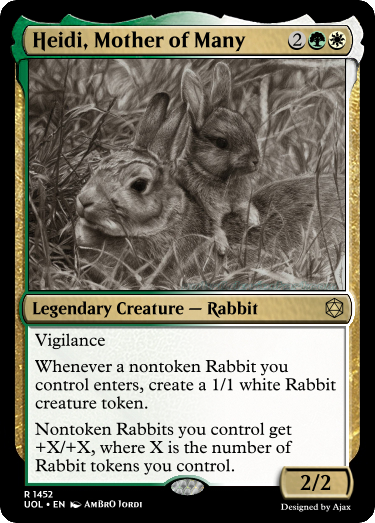 Heidi, Mother of Many 2
Legendary Creature — Rabbit
Vigilance
Whenever a nontoken Rabbit you
control enters, create a 1/1 white Rabbit
creature token.
Nontoken Rabbits you control get
+X/+X, where X is the number of
Rabbit tokens you control.
2/2
R 1452
UOL • EN AmBrO Jordi
Designed by Ajax